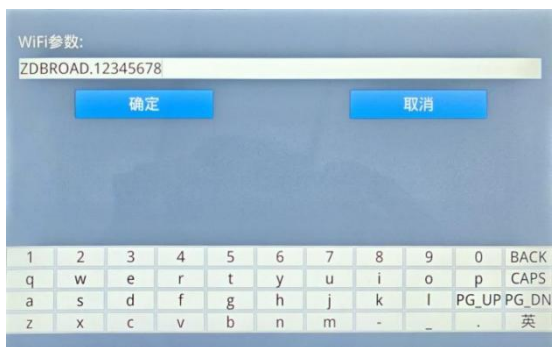 WiFi参数:
ZDBROAD.12345678
确定 取消
1 2 3 4 5 6 7 8 9 0 BACK
q w e r t y u i o p CAPS
a s d f g h j k l PG_UP PG_DN
z x c v b n m - _ . 英